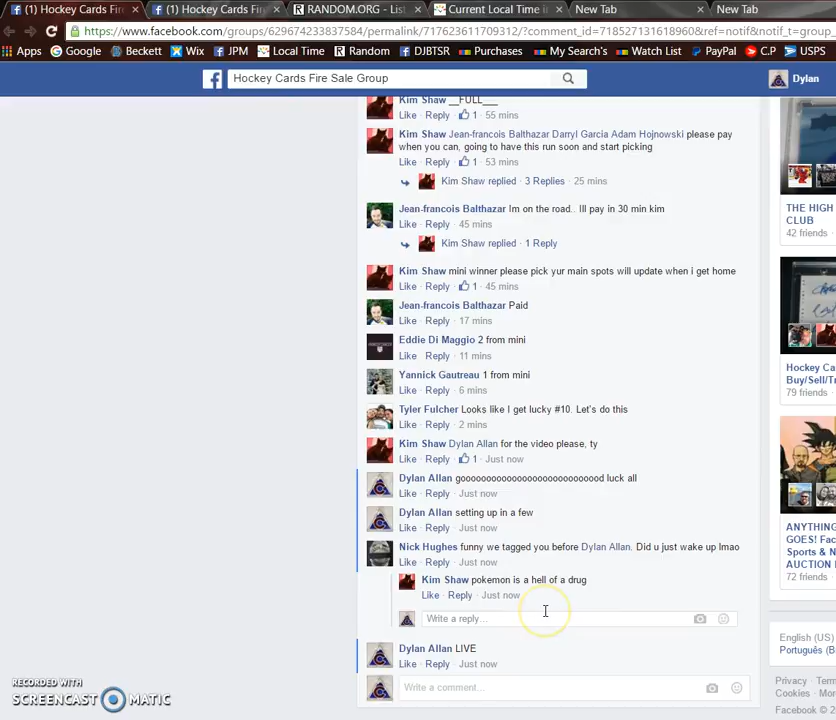 (1) Hockey Cards Fire
(1) Hockey Cards Fir
RANDOM.ORG - List
Current Local Time in
New Tab
New Tab
https://www.facebook.com/groups/629674233837584/permalink/717623611709312/?comment_id=718527131618960&ref=notif&notif_t=group_
Apps
Google
Beckett
Wix
JPM
Local Time
Random
DJBTSR
Purchases
My Search's
Watch List
PayPal
C.P
USPS
Hockey Cards Fire Sale Group
Dylan
Kim Shaw __FULL___
Like · Reply · 1 · 55 mins
Kim Shaw Jean-francois Balthazar Darryl Garcia Adam Hojnowski please pay
when you can, going to have this run soon and start picking
Like · Reply · 1 · 53 mins
Kim Shaw replied · 3 Replies · 25 mins
Jean-francois Balthazar Im on the road.. Ill pay in 30 min kim
Like · Reply · 45 mins
Kim Shaw replied · 1 Reply
Kim Shaw mini winner please pick yur main spots will update when i get home
Like · Reply · 1 · 45 mins
Jean-francois Balthazar Paid
Like · Reply · 17 mins
Eddie Di Maggio 2 from mini
Like · Reply · 11 mins
Yannick Gautreau 1 from mini
Like · Reply · 6 mins
Tyler Fulcher Looks like I get lucky #10. Let's do this
Like · Reply · 2 mins
Kim Shaw Dylan Allan for the video please, ty
Like · Reply · 1 · Just now
Dylan Allan goooooooooooooooooooooooooood luck all
Like · Reply · Just now
Dylan Allan setting up in a few
Like · Reply · Just now
Nick Hughes funny we tagged you before Dylan Allan. Did u just wake up lmao
Like · Reply · Just now
Kim Shaw pokemon is a hell of a drug
Like · Reply · Just now
Write a reply...
Dylan Allan LIVE
Like · Reply · Just now
Write a comment...
THE HIGH
CLUB
42 friends ·
Hockey Ca
Buy/Sell/Tr
79 friends ·
ANYTHING
GOES! Fac
Sports & N
AUCTION
72 friends ·
English (US)
Português (B
Privacy · Term
Cookies · Mor
Facebook © 2
RECORDED WITH
SCREENCAST MATIC